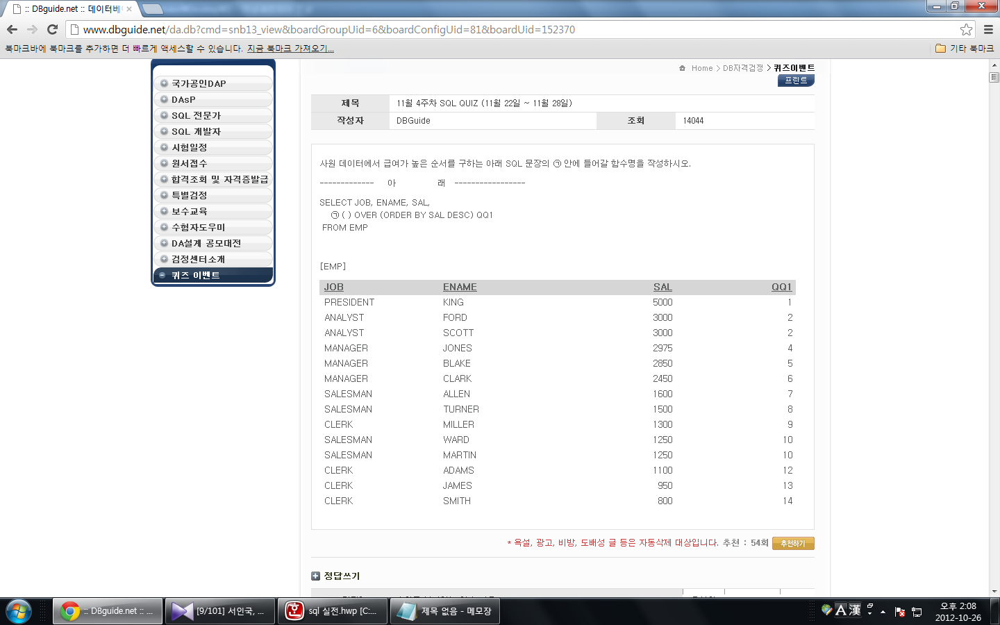 :: DBguide.net :: 데이터베
www.dbguide.net/da.db?cmd=snb13_view&boardGroupUid=6&boardConfigUid=81&boardUid=152370
북마크바에 북마크를 추가하면 더 빠르게 액세스할 수 있습니다. 지금 북마크 가져오기...
기타 북마크
Home > DB자격검정 > 퀴즈이벤트
프린트
국가공인DAP
DAsP
SQL 전문가
SQL 개발자
시험일정
원서접수
합격조회 및 자격증발급
특별검정
보수교육
수험자도우미
DA설계 공모대전
검정센터소개
퀴즈 이벤트
제목 11월 4주차 SQL QUIZ (11월 22일 ~ 11월 28일)
작성자 DBGuide 조회 14044
사원 데이터에서 급여가 높은 순서를 구하는 아래 SQL 문장의 ㉠ 안에 들어갈 함수명을 작성하시오.
------------- 아 래 -----------------
SELECT JOB, ENAME, SAL,
㉠ ( ) OVER (ORDER BY SAL DESC) QQ1
FROM EMP
[EMP]
JOB ENAME SAL QQ1
PRESIDENT KING 5000 1
ANALYST FORD 3000 2
ANALYST SCOTT 3000 2
MANAGER JONES 2975 4
MANAGER BLAKE 2850 5
MANAGER CLARK 2450 6
SALESMAN ALLEN 1600 7
SALESMAN TURNER 1500 8
CLERK MILLER 1300 9
SALESMAN WARD 1250 10
SALESMAN MARTIN 1250 10
CLERK ADAMS 1100 12
CLERK JAMES 950 13
CLERK SMITH 800 14
* 욕설, 광고, 비방, 도배성 글 등은 자동삭제 대상입니다. 추천 : 54회 추천하기
정답쓰기
:: DBguide.net :: ...
[9/101] 서인국, ...
sql 실전.hwp [C:...
제목 없음 - 메모장
A 漢
오후 2:08
2012-10-26